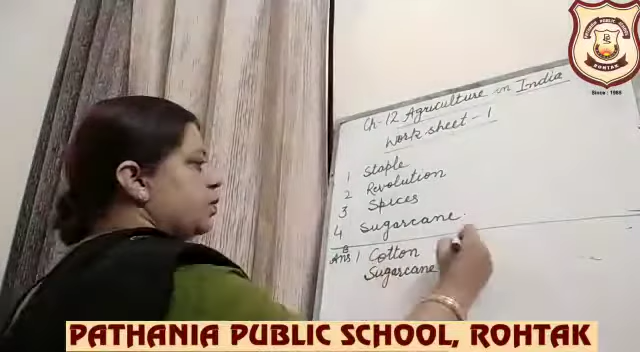 PATHANIA PUBLIC SCHOOL
ROHTAK
Since : 1988
Ch-12 Agriculture in India
Work sheet - 1
1 Staple
2 Revolution
3 Spices
4 Sugarcane
B
Ans 1 Cotton
Sugarcane
PATHANIA PUBLIC SCHOOL, ROHTAK